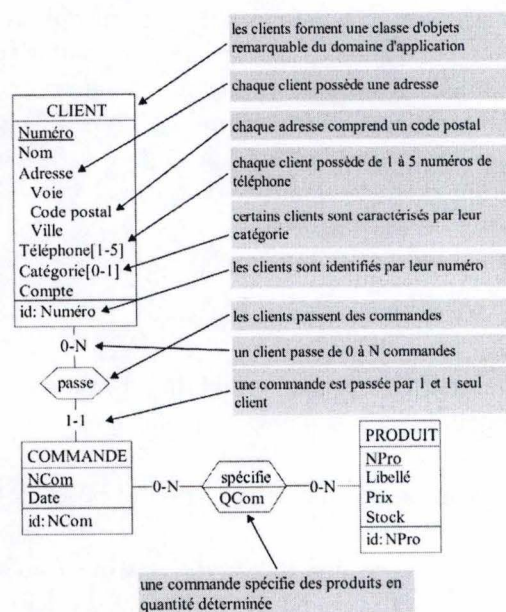 les clients forment une classe d'objets
remarquable du domaine d'application
chaque client possède une adresse
CLIENT
Numéro
Nom
Adresse
Voie
Code postal
Ville
Téléphone[1-5]
Catégorie[0-1]
Compte
id: Numéro
chaque adresse comprend un code postal
chaque client possède de 1 à 5 numéros de
téléphone
certains clients sont caractérisés par leur
catégorie
les clients sont identifiés par leur numéro
les clients passent des commandes
0-N
un client passe de 0 à N commandes
passe
une commande est passée par 1 et 1 seul
client
1-1
COMMANDE
NCom
Date
id: NCom
0-N
spécifie
QCom
0-N
PRODUIT
NPro
Libellé
Prix
Stock
id: NPro
une commande spécifie des produits en
quantité déterminée